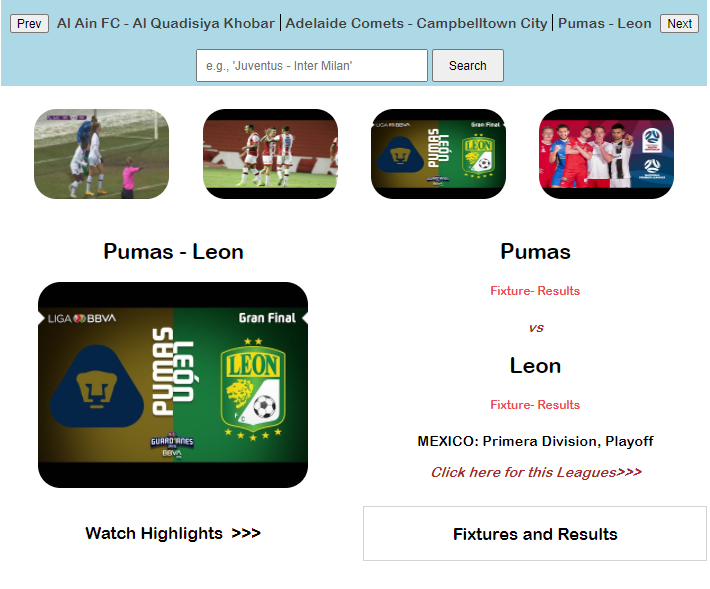 Prev Al Ain FC - Al Quadisiya Khobar | Adelaide Comets - Campbelltown City | Pumas - Leon Next
e.g., 'Juventus - Inter Milan' Search
LIGA BBVA Gran Final
PUMAS
LEÓN
LEON
Pumas - Leon
LIGA BBVA Gran Final
PUMAS
LEÓN
LEON
F C
GUARD1ANES
BBVA
Watch Highlights >>>
Pumas
Fixture- Results
vs
Leon
Fixture- Results
MEXICO: Primera Division, Playoff
Click here for this Leagues>>>
Fixtures and Results